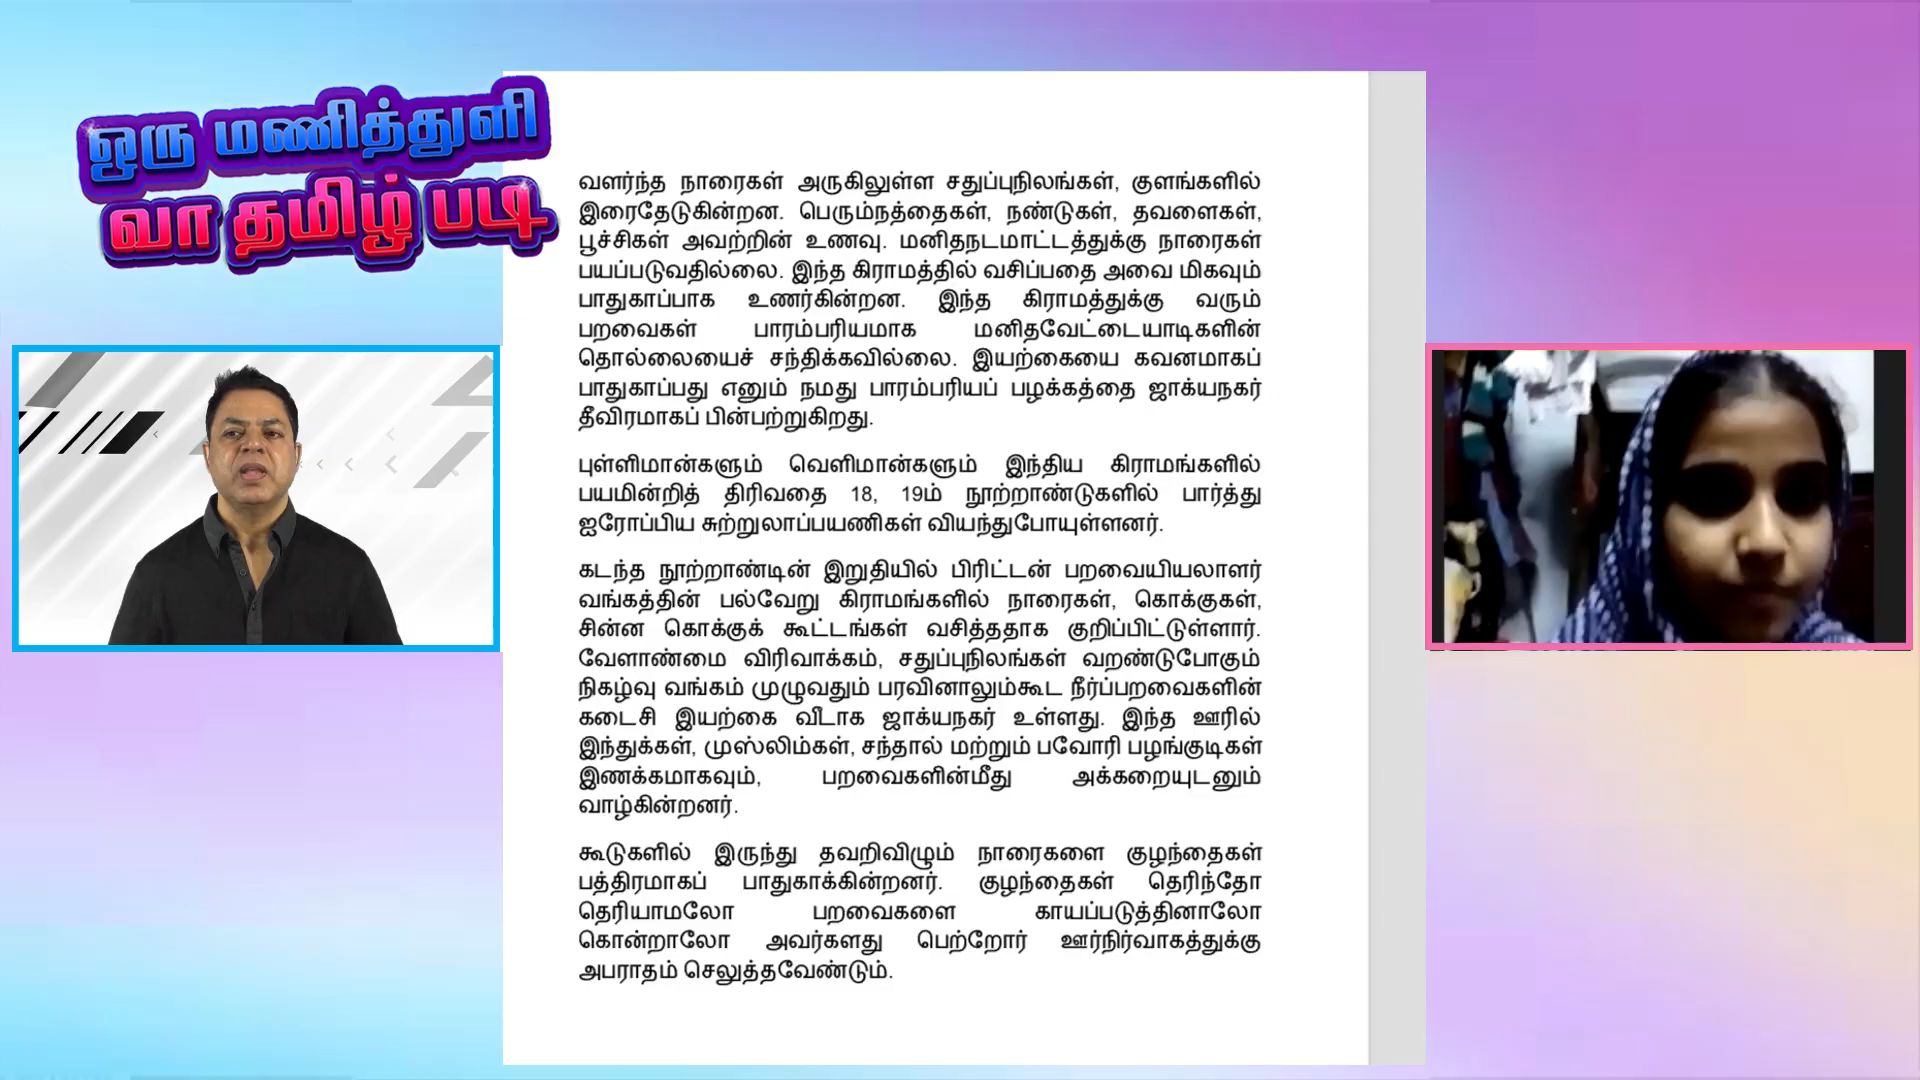 ஒரு மணித்துளி
வா தமிழ் படி
வளர்ந்த நாரைகள் அருகிலுள்ள சதுப்புநிலங்கள், குளங்களில்
இரைதேடுகின்றன. பெரும்நத்தைகள், நண்டுகள், தவளைகள்,
பூச்சிகள் அவற்றின் உணவு. மனிதநடமாட்டத்துக்கு நாரைகள்
பயப்படுவதில்லை. இந்த கிராமத்தில் வசிப்பதை அவை மிகவும்
பாதுகாப்பாக உணர்கின்றன. இந்த கிராமத்துக்கு வரும்
பறவைகள் பாரம்பரியமாக மனிதவேட்டையாடிகளின்
தொல்லையைச் சந்திக்கவில்லை. இயற்கையை கவனமாகப்
பாதுகாப்பது எனும் நமது பாரம்பரியப் பழக்கத்தை ஜாக்யநகர்
தீவிரமாகப் பின்பற்றுகிறது.
புள்ளிமான்களும் வெளிமான்களும் இந்திய கிராமங்களில்
பயமின்றித் திரிவதை 18, 19ம் நூற்றாண்டுகளில் பார்த்து
ஐரோப்பிய சுற்றுலாப்பயணிகள் வியந்துபோயுள்ளனர்.
கடந்த நூற்றாண்டின் இறுதியில் பிரிட்டன் பறவையியலாளர்
வங்கத்தின் பல்வேறு கிராமங்களில் நாரைகள், கொக்குகள்,
சின்ன கொக்குக் கூட்டங்கள் வசித்ததாக குறிப்பிட்டுள்ளார்.
வேளாண்மை விரிவாக்கம், சதுப்புநிலங்கள் வறண்டுபோகும்
நிகழ்வு வங்கம் முழுவதும் பரவினாலும்கூட நீர்ப்பறவைகளின்
கடைசி இயற்கை வீடாக ஜாக்யநகர் உள்ளது. இந்த ஊரில்
இந்துக்கள், முஸ்லிம்கள், சந்தால் மற்றும் பவோரி பழங்குடிகள்
இணக்கமாகவும், பறவைகளின்மீது அக்கறையுடனும்
வாழ்கின்றனர்.
கூடுகளில் இருந்து தவறிவிழும் நாரைகளை குழந்தைகள்
பத்திரமாகப் பாதுகாக்கின்றனர். குழந்தைகள் தெரிந்தோ
தெரியாமலோ பறவைகளை காயப்படுத்தினாலோ
கொன்றாலோ அவர்களது பெற்றோர் ஊர்நிர்வாகத்துக்கு
அபராதம் செலுத்தவேண்டும்.